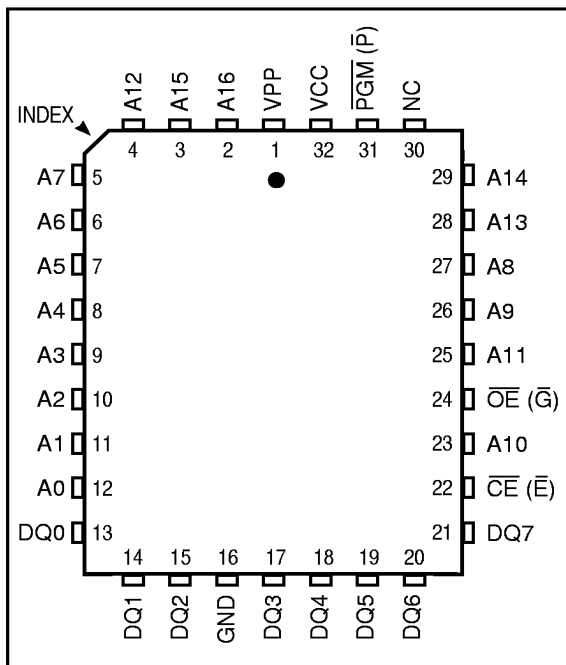 A12 A15 A16 VPP VCC P̅G̅M̅ (P̅) NC
INDEX
4 3 2 1 32 31 30
A7 5 29 A14
A6 6 28 A13
A5 7 27 A8
A4 8 26 A9
A3 9 25 A11
A2 10 24 O̅E̅ (G̅)
A1 11 23 A10
A0 12 22 C̅E̅ (E̅)
DQ0 13 21 DQ7
14 15 16 17 18 19 20
DQ1 DQ2 GND DQ3 DQ4 DQ5 DQ6